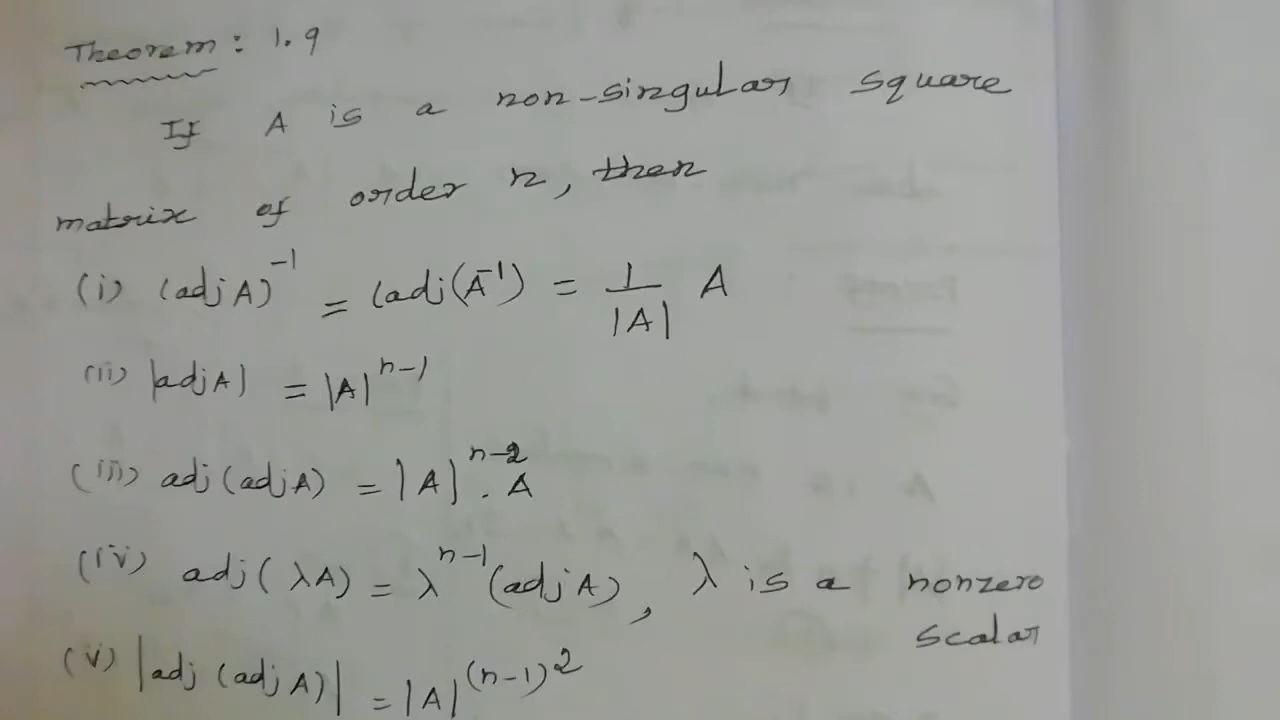 Theorem: 1.9
If A is a non-singular square
matrix of order n, then
(i) (adj A)⁻¹ = (adj(A⁻¹) = 1/|A| A
(ii) |adj A| = |A|ⁿ⁻¹
(iii) adj(adj A) = |A|ⁿ⁻² . A
(iv) adj(λA) = λⁿ⁻¹ (adj A), λ is a nonzero
scalar
(v) |adj (adj A)| = |A|^(n-1)²